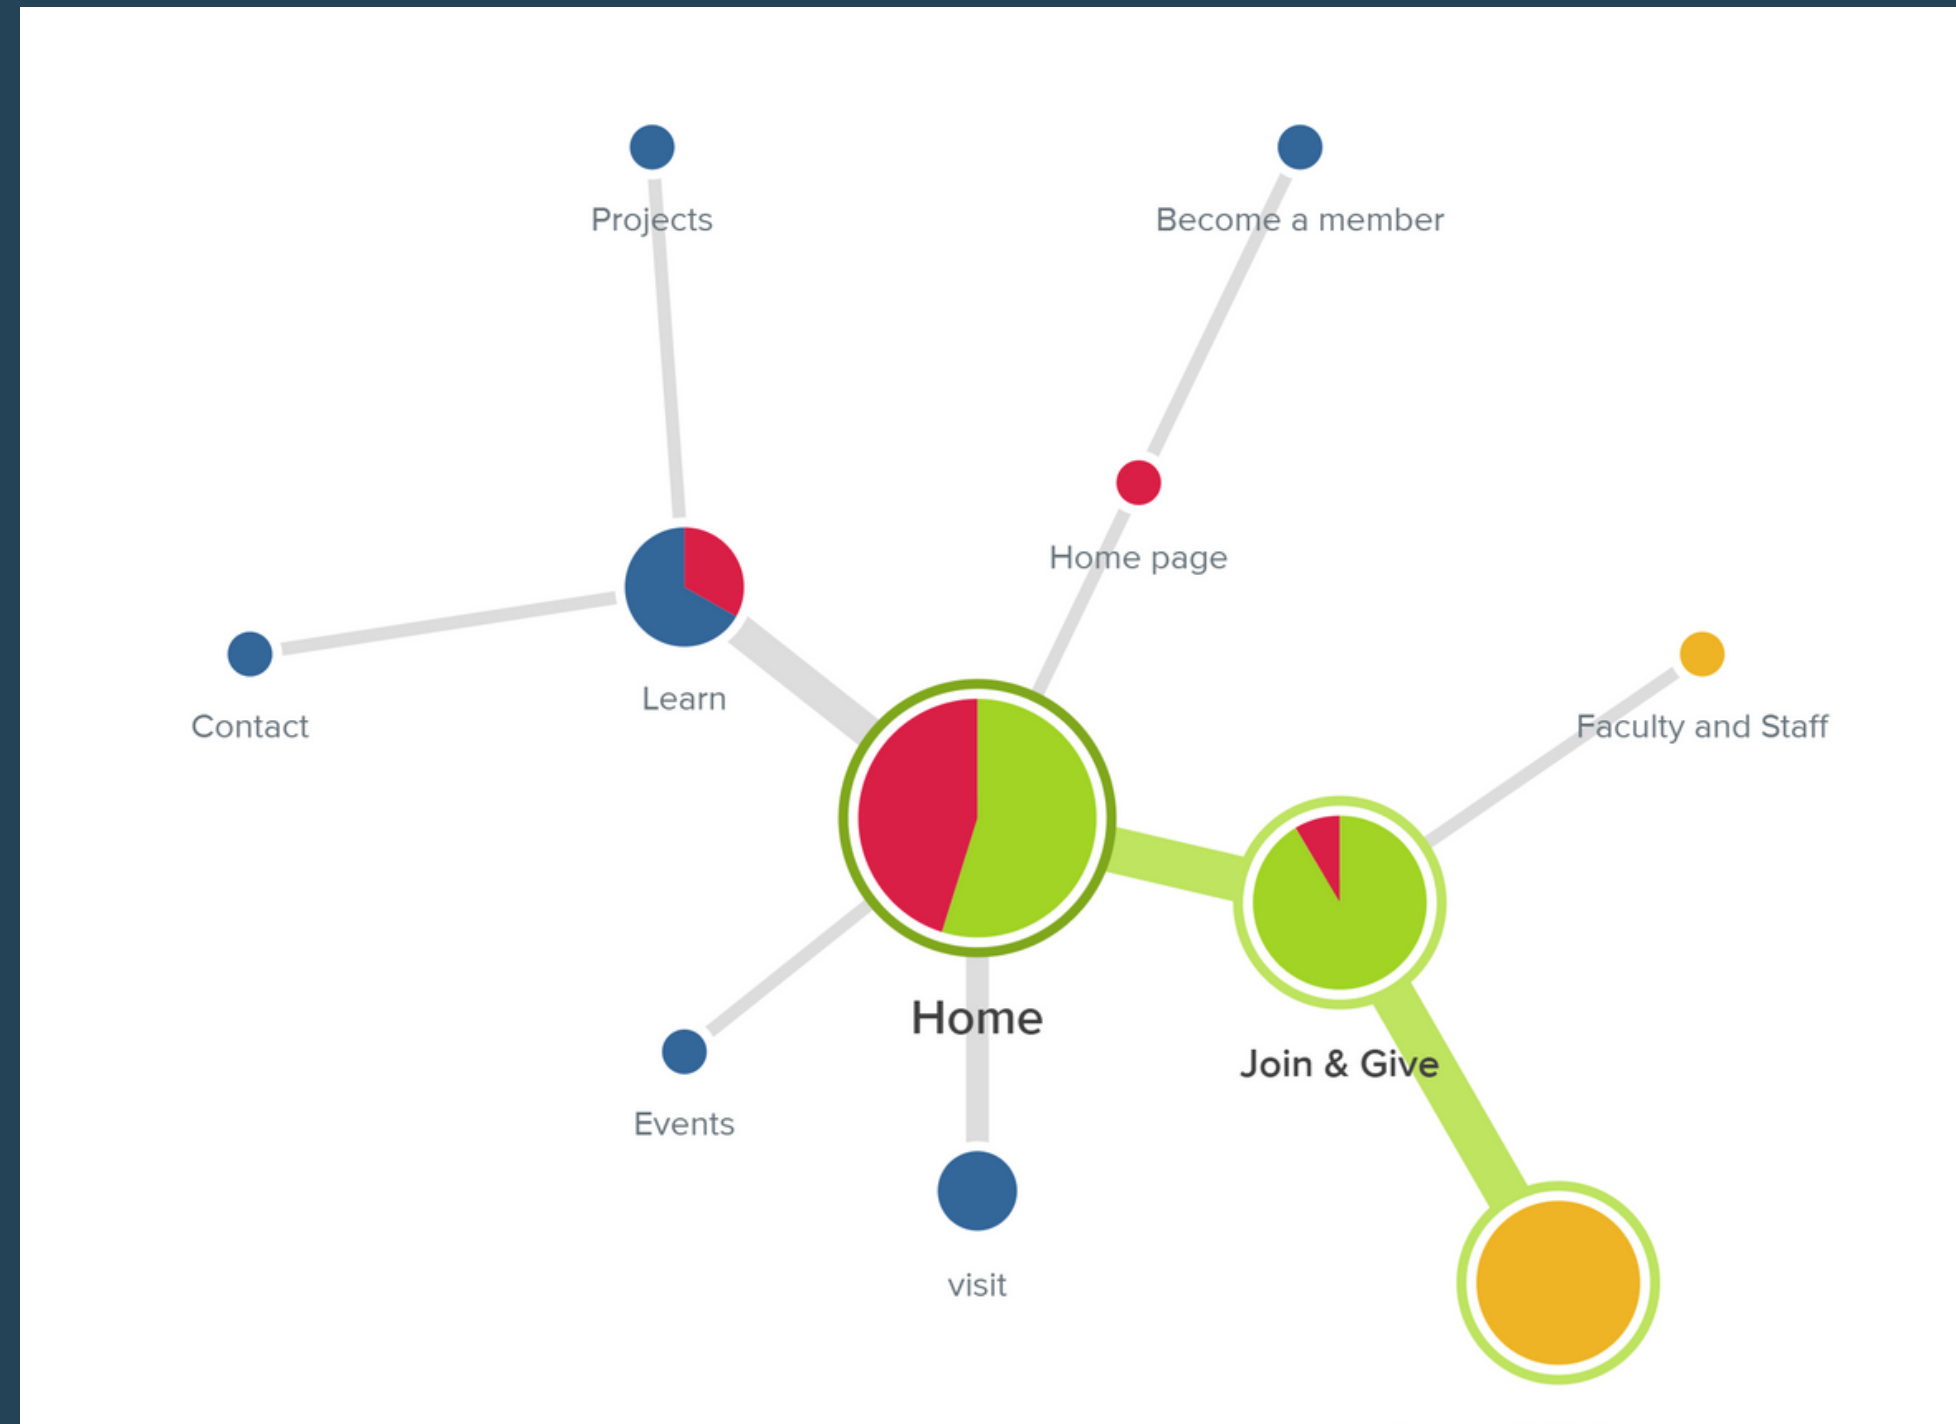 Projects
Become a member
Home page
Learn
Contact
Faculty and Staff
Home
Join & Give
Events
visit